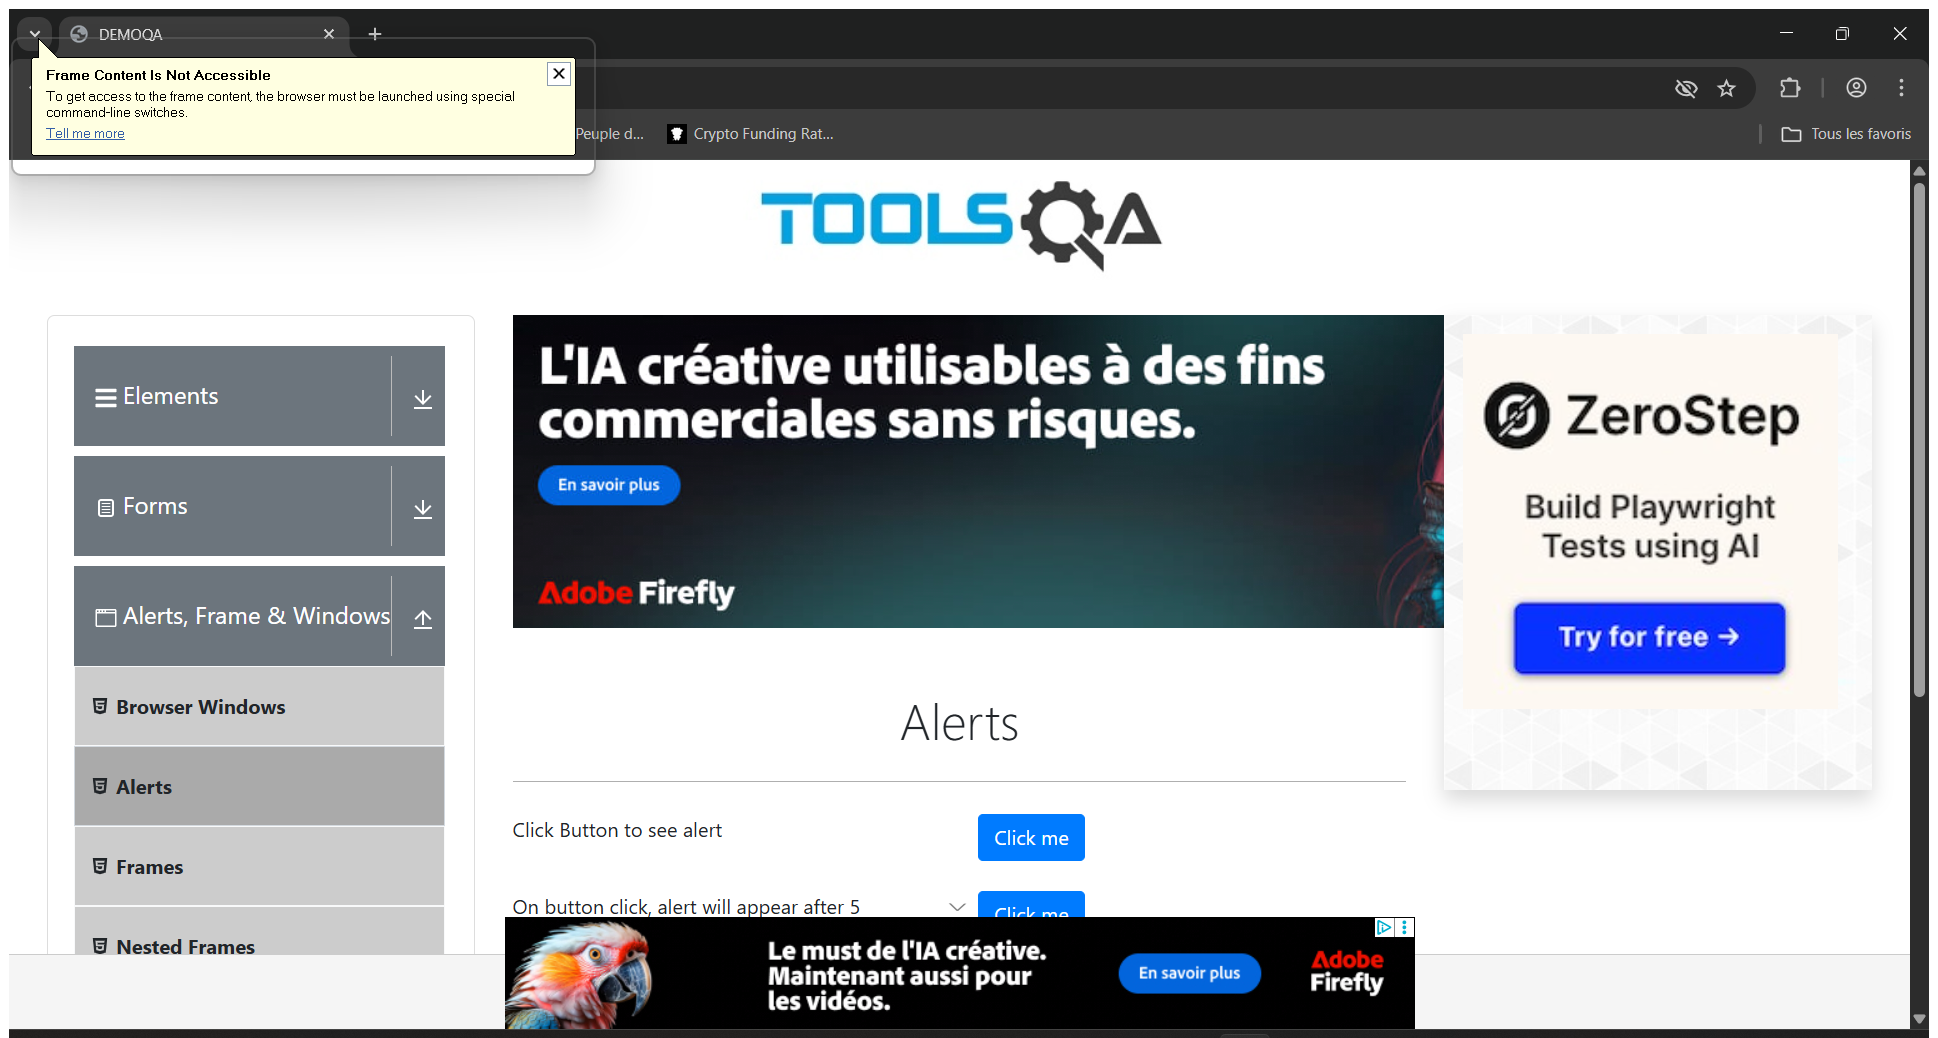 DEMOQA
Frame Content Is Not Accessible
To get access to the frame content, the browser must be launched using special
command-line switches.
Tell me more
Peuple d...
Crypto Funding Rat...
Tous les favoris
TOOLSQA
Elements
Forms
Alerts, Frame & Windows
Browser Windows
Alerts
Frames
Nested Frames
L'IA créative utilisables à des fins
commerciales sans risques.
En savoir plus
Adobe Firefly
ZeroStep
Build Playwright
Tests using AI
Try for free →
Alerts
Click Button to see alert
Click me
On button click, alert will appear after 5
Click me
Le must de l'IA créative.
Maintenant aussi pour
les vidéos.
En savoir plus
Adobe
Firefly